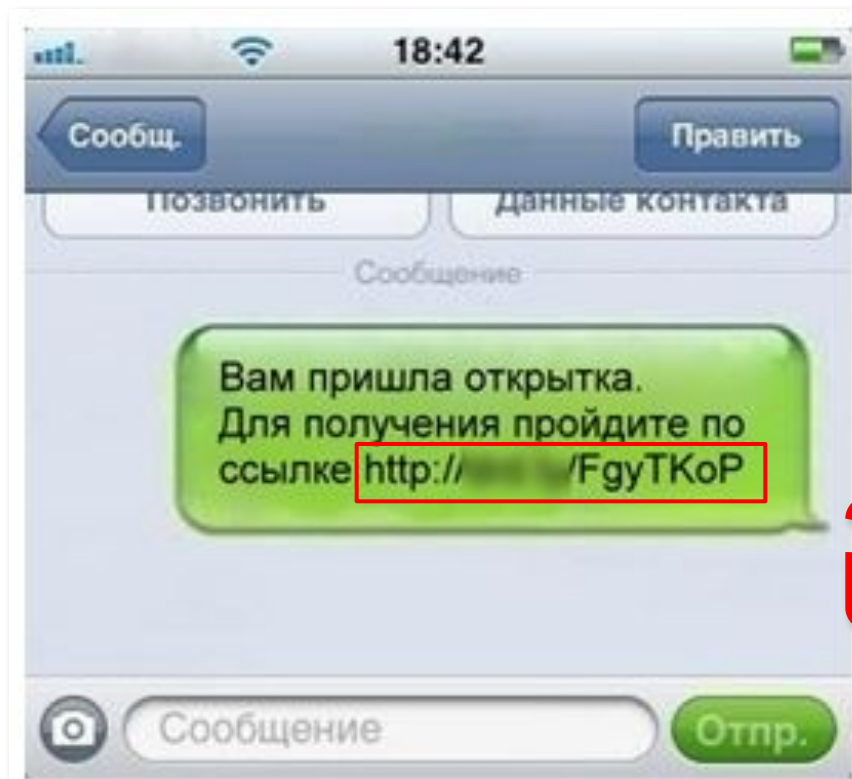 18:42
Сообщ.
Править
Позвонить
Данные контакта
Сообщение
Вам пришла открытка.
Для получения пройдите по
ссылке http:// /FgyTKoP
Сообщение
Отпр.